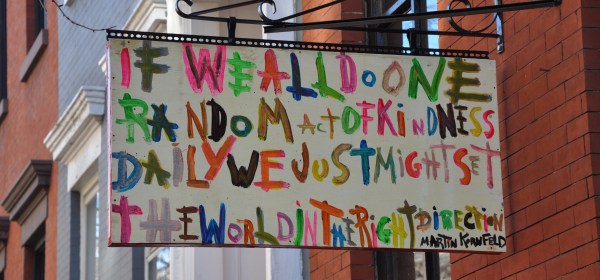 IF WE ALL DO ONE
RANDOM ACT OF KINDNESS
DAILY WE JUST MIGHT SET
THE WORLD IN THE RIGHT DIRECTION
MARTIN KORNFELD